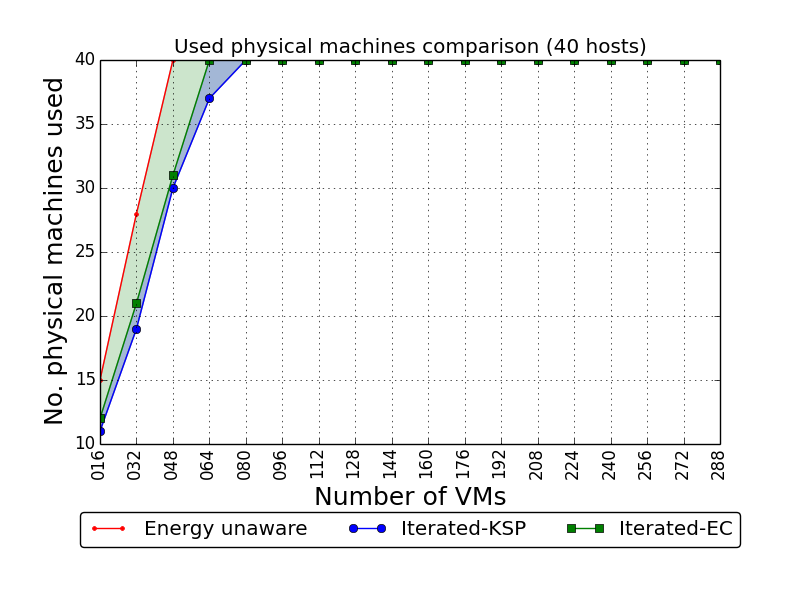 Used physical machines comparison (40 hosts)
No. physical machines used
40
35
30
25
20
15
10
016 032 048 064 080 096 112 128 144 160 176 192 208 224 240 256 272 288
Number of VMs
Energy unaware Iterated-KSP Iterated-EC